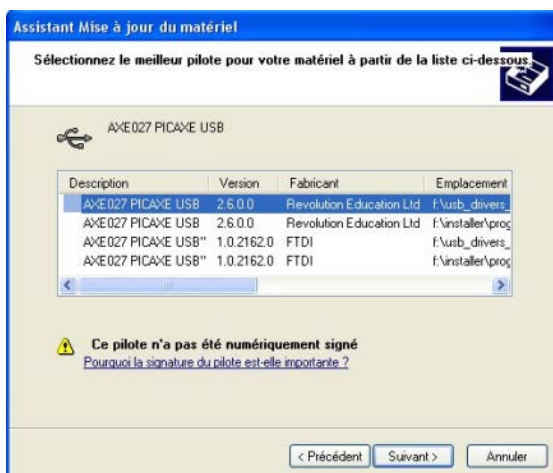 Assistant Mise à jour du matériel
Sélectionnez le meilleur pilote pour votre matériel à partir de la liste ci-dessous.
AXE027 PICAXE USB
Description Version Fabricant Emplacement
AXE027 PICAXE USB 2.6.0.0 Revolution Education Ltd f:\usb_drivers_
AXE027 PICAXE USB 2.6.0.0 Revolution Education Ltd f:\installer\prog
AXE027 PICAXE USB" 1.0.2162.0 FTDI f:\usb_drivers_
AXE027 PICAXE USB" 1.0.2162.0 FTDI f:\installer\prog
Ce pilote n'a pas été numériquement signé
Pourquoi la signature du pilote est-elle importante ?
< Précédent Suivant > Annuler